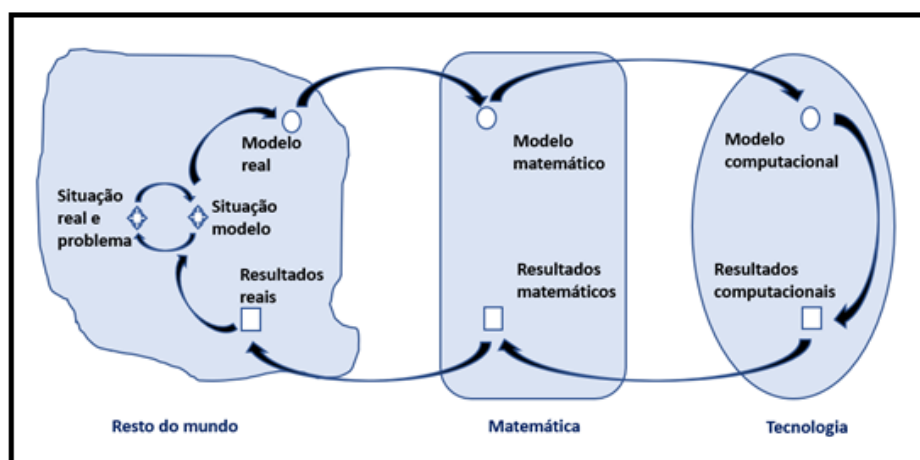 Modelo
real
Modelo
matemático
Modelo
computacional
Situação
real e
problema
Situação
modelo
Resultados
reais
Resultados
matemáticos
Resultados
computacionais
Resto do mundo
Matemática
Tecnologia